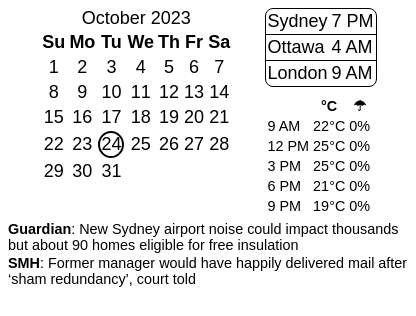 October 2023
Su Mo Tu We Th Fr Sa
1 2 3 4 5 6 7
8 9 10 11 12 13 14
15 16 17 18 19 20 21
22 23 24 25 26 27 28
29 30 31
Sydney 7 PM
Ottawa 4 AM
London 9 AM
°C ☂
9 AM 22°C 0%
12 PM 25°C 0%
3 PM 25°C 0%
6 PM 21°C 0%
9 PM 19°C 0%
Guardian: New Sydney airport noise could impact thousands
but about 90 homes eligible for free insulation
SMH: Former manager would have happily delivered mail after
‘sham redundancy’, court told